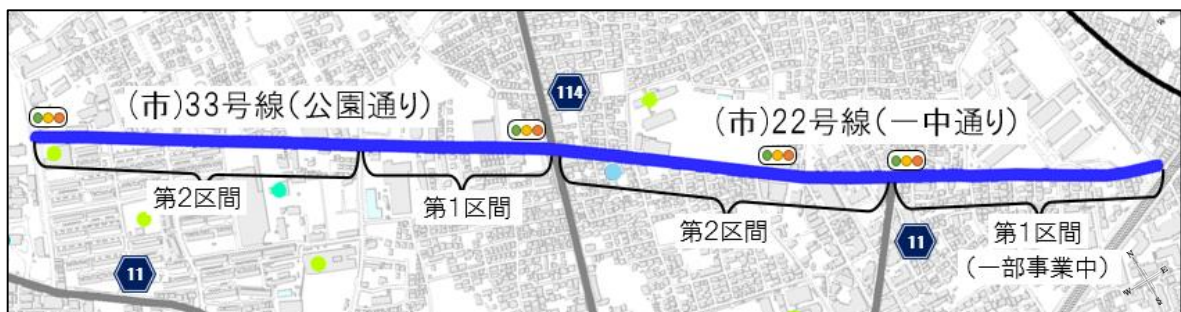 114
(市)33号線(公園通り)
(市)22号線(一中通り)
第2区間
第1区間
第2区間
第1区間
(一部事業中)
11
11
N
E
W
S